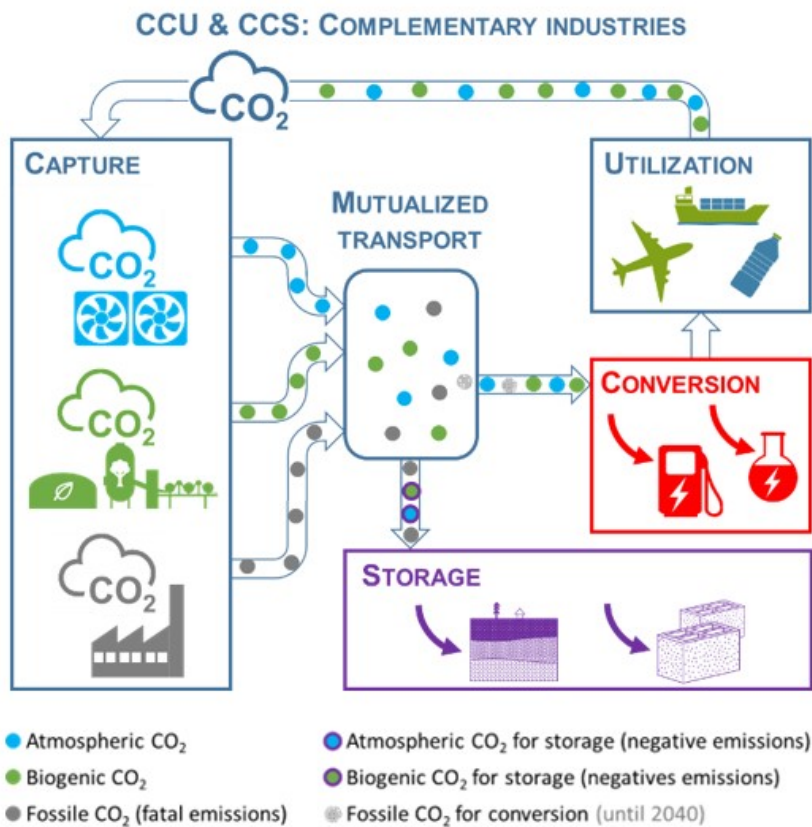 CCU & CCS: COMPLEMENTARY INDUSTRIES
CO2
CAPTURE
CO2
CO2
CO2
MUTUALIZED
TRANSPORT
UTILIZATION
CONVERSION
STORAGE
Atmospheric CO2
Biogenic CO2
Fossile CO2 (fatal emissions)
Atmospheric CO2 for storage (negative emissions)
Biogenic CO2 for storage (negatives emissions)
Fossile CO2 for conversion (until 2040)